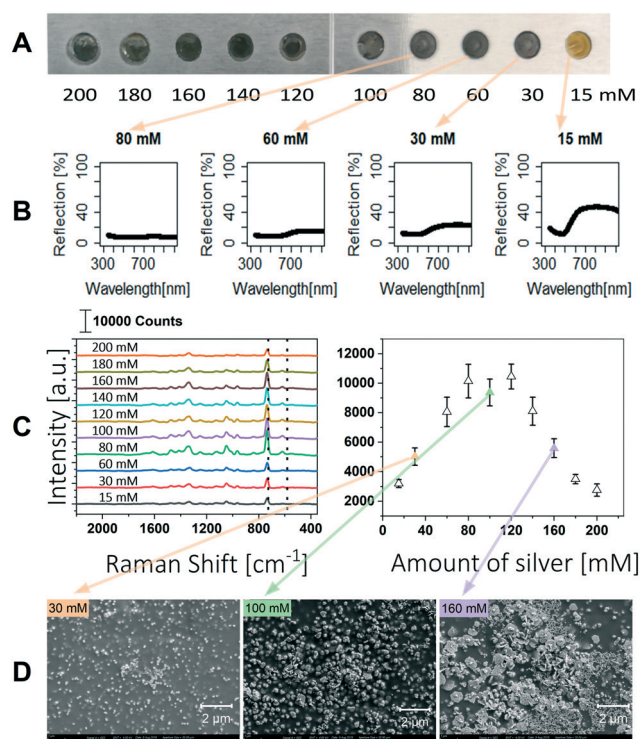 A
200 180 160 140 120 100 80 60 30 15 mM
80 mM 60 mM 30 mM 15 mM
B
Reflection [%] Reflection [%] Reflection [%] Reflection [%]
100 100 100 100
40 40 40 40
0 0 0 0
300 700 300 700 300 700 300 700
Wavelength[nm] Wavelength[nm] Wavelength[nm] Wavelength[nm]
10000 Counts
C
Intensity [a.u.]
200 mM
180 mM
160 mM
140 mM
120 mM
100 mM
80 mM
60 mM
30 mM
15 mM
2000 1600 1200 800 400
Raman Shift [cm⁻¹]
12000
10000
8000
6000
4000
2000
0
0 40 80 120 160 200
Amount of silver [mM]
D
30 mM 100 mM 160 mM
2 µm 2 µm 2 µm